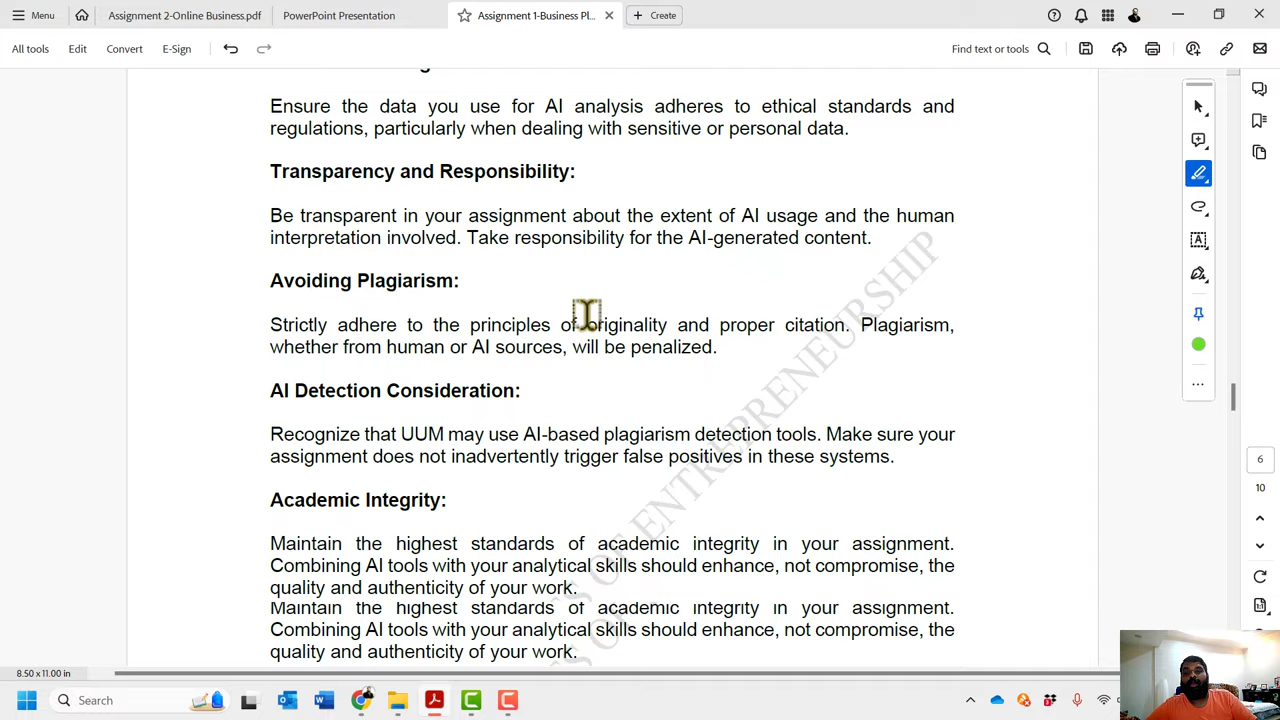 Menu
Assignment 2-Online Business.pdf
PowerPoint Presentation
Assignment 1-Business Pl...
Create
All tools
Edit
Convert
E-Sign
Find text or tools
Ensure the data you use for AI analysis adheres to ethical standards and
regulations, particularly when dealing with sensitive or personal data.
Transparency and Responsibility:
Be transparent in your assignment about the extent of AI usage and the human
interpretation involved. Take responsibility for the AI-generated content.
Avoiding Plagiarism:
Strictly adhere to the principles of originality and proper citation. Plagiarism,
whether from human or AI sources, will be penalized.
AI Detection Consideration:
Recognize that UUM may use AI-based plagiarism detection tools. Make sure your
assignment does not inadvertently trigger false positives in these systems.
Academic Integrity:
Maintain the highest standards of academic integrity in your assignment.
Combining AI tools with your analytical skills should enhance, not compromise, the
quality and authenticity of your work.
Maintain the highest standards of academic integrity in your assignment.
Combining AI tools with your analytical skills should enhance, not compromise, the
quality and authenticity of your work.
OF ENTREPRENEURSHIP
6
10
8.50 x 11.00 in
Search